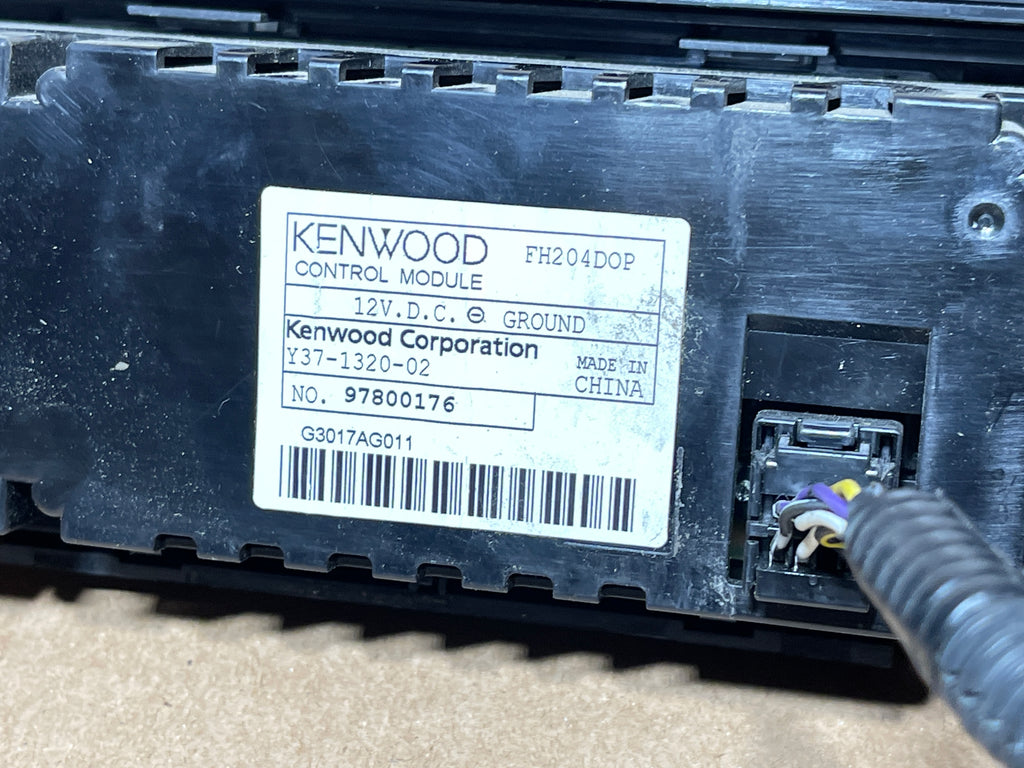 KENWOOD FH204DOP
CONTROL MODULE
12V.D.C. ⊖ GROUND
Kenwood Corporation
Y37-1320-02 MADE IN
CHINA
NO. 97800176
G3017AG011